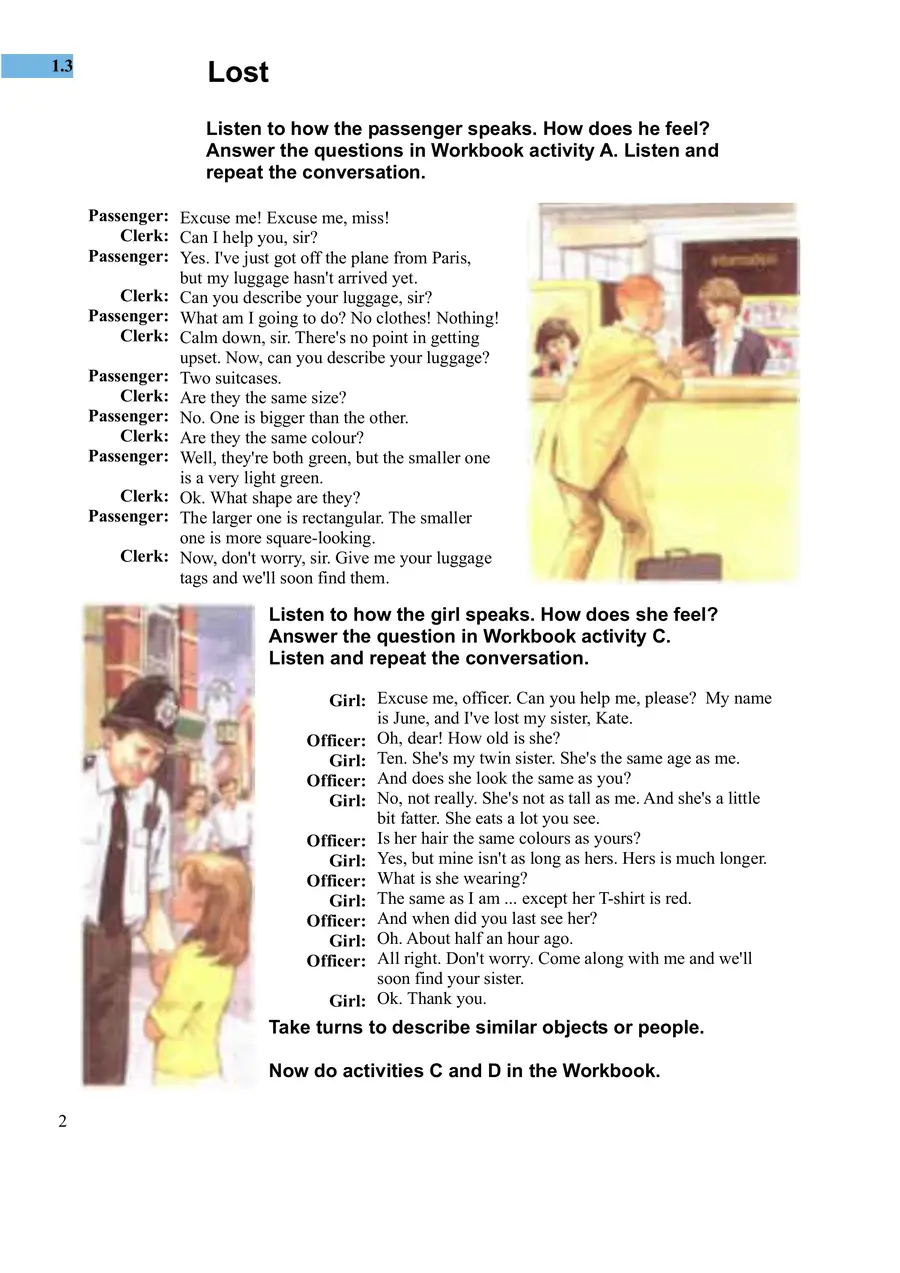 1.3
Lost
Listen to how the passenger speaks. How does he feel?
Answer the questions in Workbook activity A. Listen and
repeat the conversation.
Passenger: Excuse me! Excuse me, miss!
Clerk: Can I help you, sir?
Passenger: Yes. I've just got off the plane from Paris,
but my luggage hasn't arrived yet.
Clerk: Can you describe your luggage, sir?
Passenger: What am I going to do? No clothes! Nothing!
Clerk: Calm down, sir. There's no point in getting
upset. Now, can you describe your luggage?
Passenger: Two suitcases.
Clerk: Are they the same size?
Passenger: No. One is bigger than the other.
Clerk: Are they the same colour?
Passenger: Well, they're both green, but the smaller one
is a very light green.
Clerk: Ok. What shape are they?
Passenger: The larger one is rectangular. The smaller
one is more square-looking.
Clerk: Now, don't worry, sir. Give me your luggage
tags and we'll soon find them.
Information
Listen to how the girl speaks. How does she feel?
Answer the question in Workbook activity C.
Listen and repeat the conversation.
Girl: Excuse me, officer. Can you help me, please? My name
is June, and I've lost my sister, Kate.
Officer: Oh, dear! How old is she?
Girl: Ten. She's my twin sister. She's the same age as me.
Officer: And does she look the same as you?
Girl: No, not really. She's not as tall as me. And she's a little
bit fatter. She eats a lot you see.
Officer: Is her hair the same colours as yours?
Girl: Yes, but mine isn't as long as hers. Hers is much longer.
Officer: What is she wearing?
Girl: The same as I am ... except her T-shirt is red.
Officer: And when did you last see her?
Girl: Oh. About half an hour ago.
Officer: All right. Don't worry. Come along with me and we'll
soon find your sister.
Girl: Ok. Thank you.
Take turns to describe similar objects or people.
Now do activities C and D in the Workbook.
2